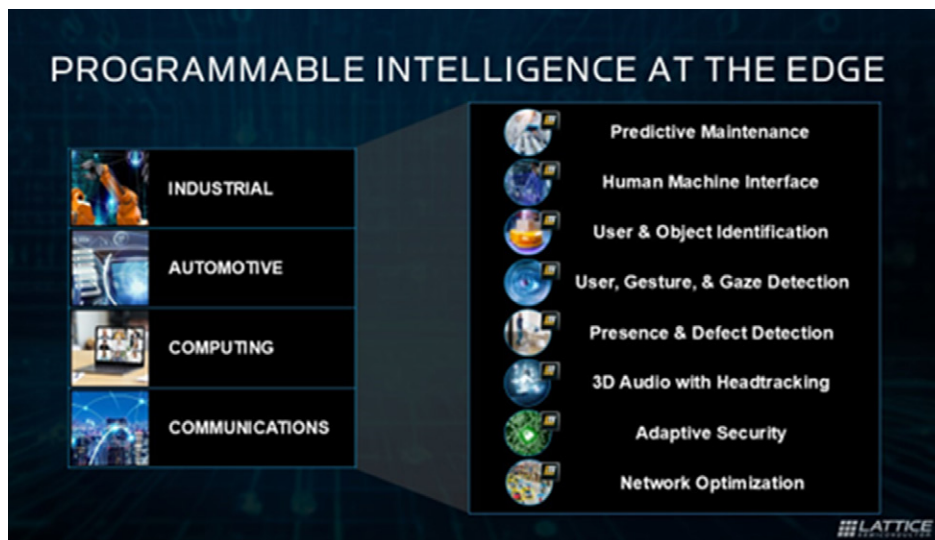 PROGRAMMABLE INTELLIGENCE AT THE EDGE
INDUSTRIAL
AUTOMOTIVE
COMPUTING
COMMUNICATIONS
Predictive Maintenance
Human Machine Interface
User & Object Identification
User, Gesture, & Gaze Detection
Presence & Defect Detection
3D Audio with Headtracking
Adaptive Security
Network Optimization
LATTICE
SEMICONDUCTOR